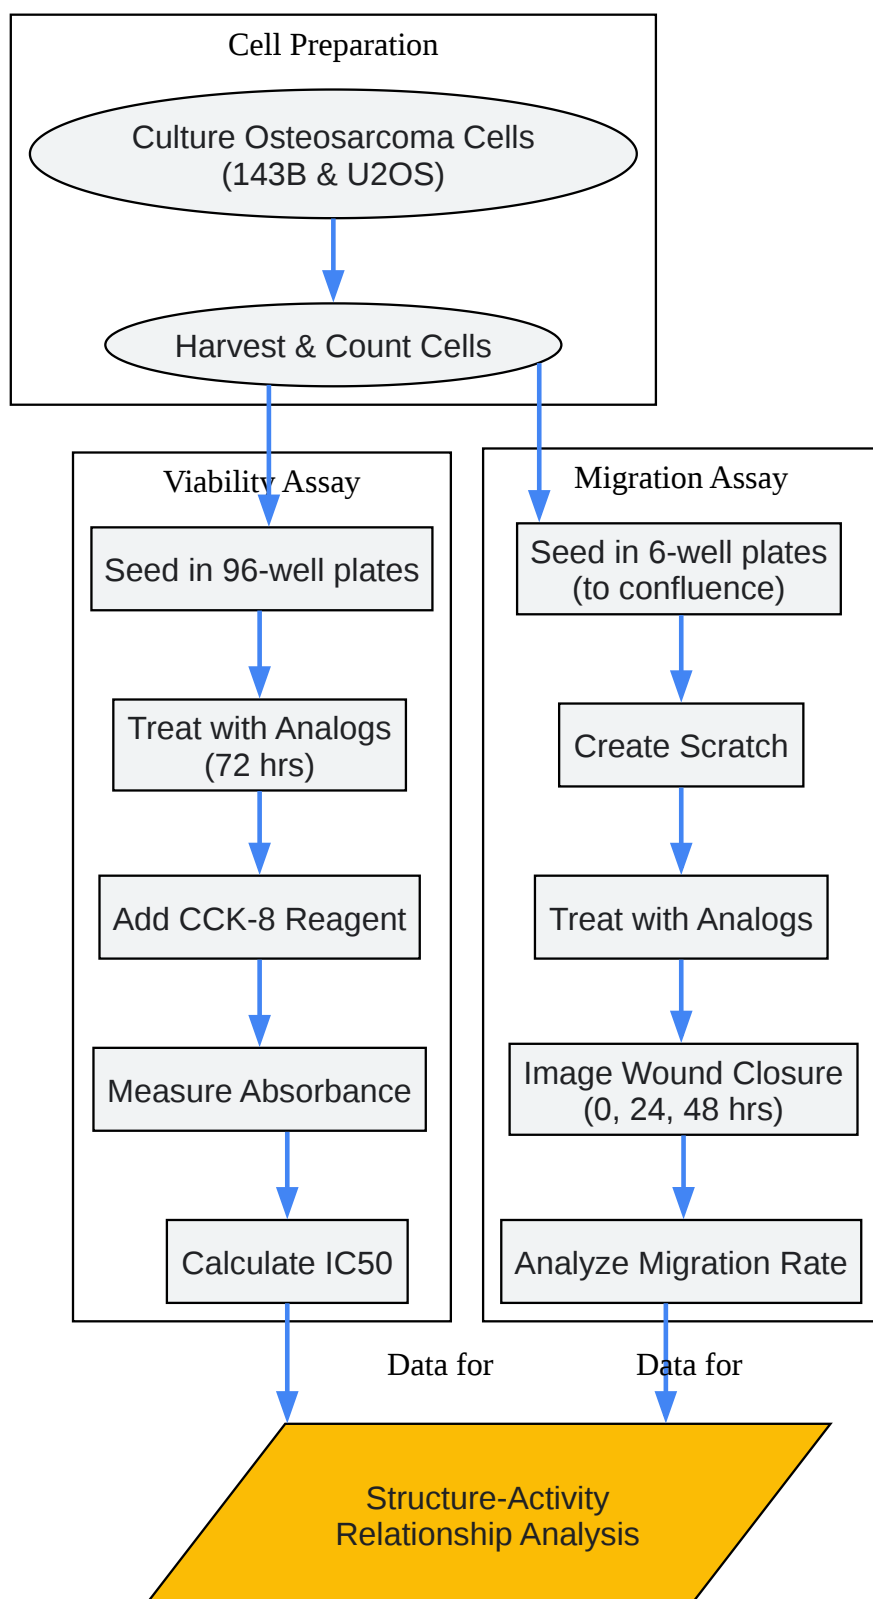 Cell Preparation
Culture Osteosarcoma Cells
(143B & U2OS)
Harvest & Count Cells
Viability Assay
Seed in 96-well plates
Treat with Analogs
(72 hrs)
Add CCK-8 Reagent
Measure Absorbance
Calculate IC50
Migration Assay
Seed in 6-well plates
(to confluence)
Create Scratch
Treat with Analogs
Image Wound Closure
(0, 24, 48 hrs)
Analyze Migration Rate
Data for
Data for
Structure-Activity
Relationship Analysis